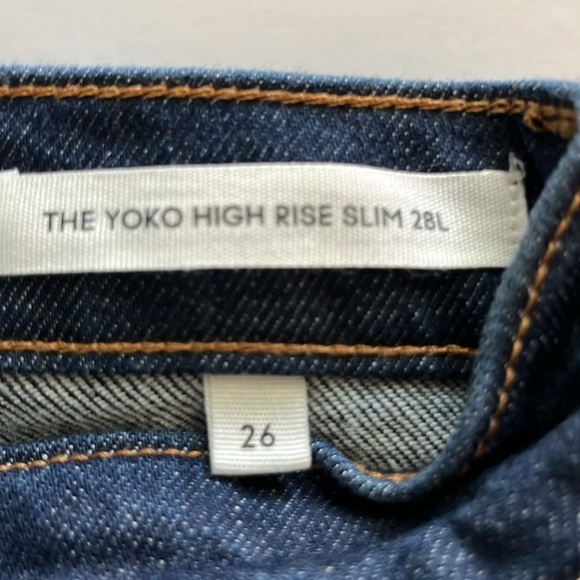 THE YOKO HIGH RISE SLIM 28L
26